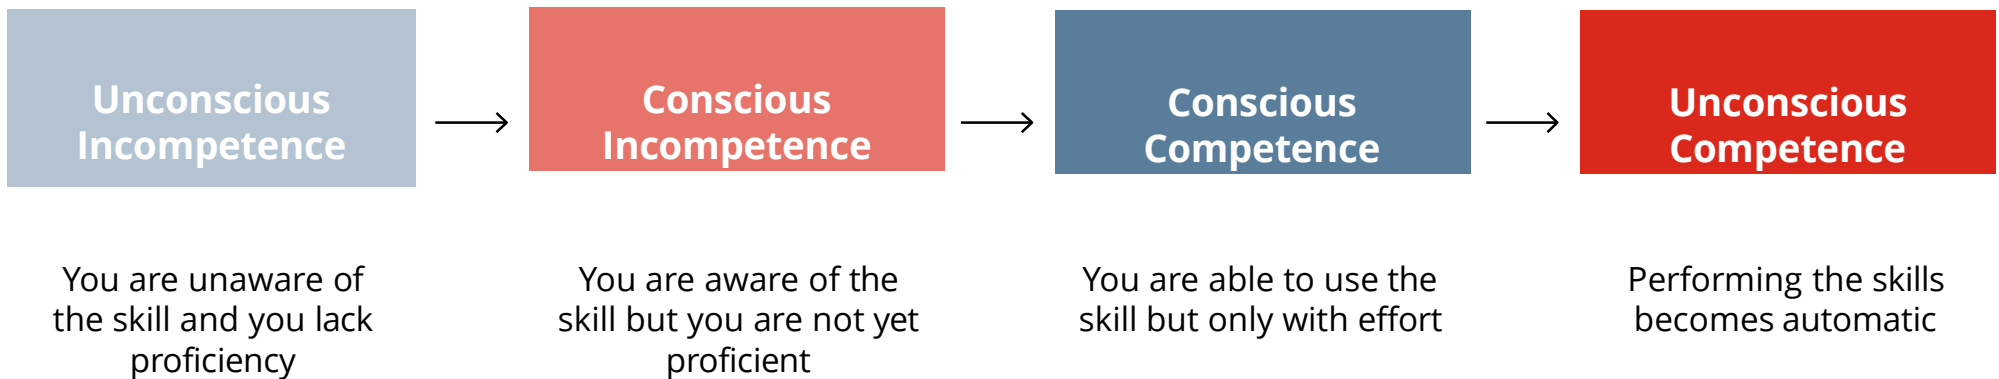 Unconscious
Incompetence
Conscious
Incompetence
Conscious
Competence
Unconscious
Competence
You are unaware of
the skill and you lack
proficiency
You are aware of the
skill but you are not yet
proficient
You are able to use the
skill but only with effort
Performing the skills
becomes automatic